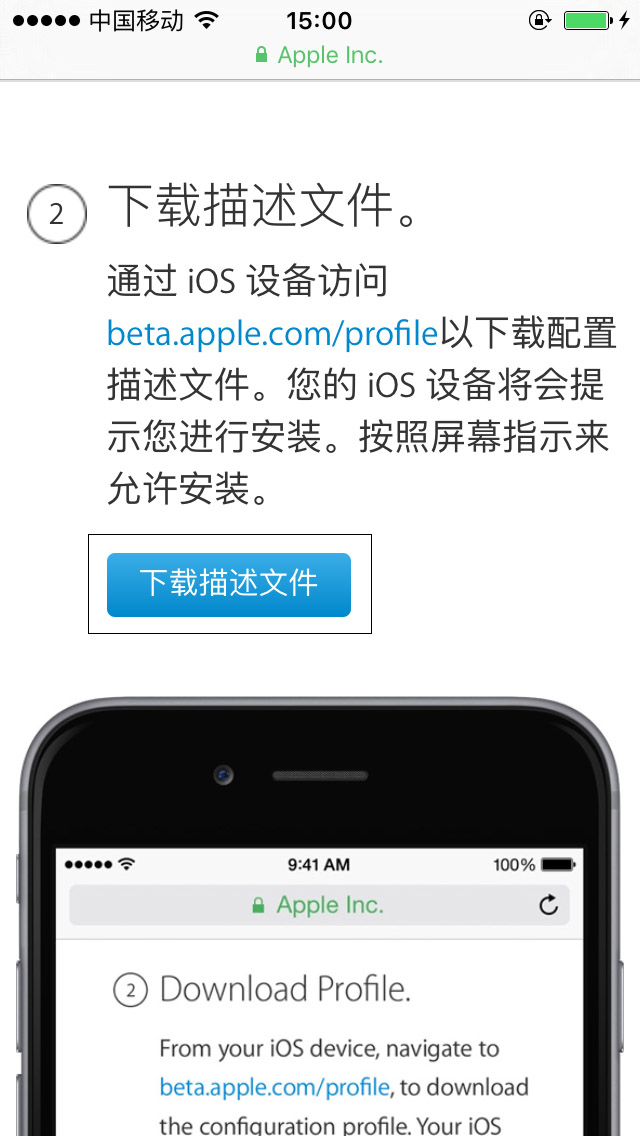 中国移动 15:00
Apple Inc.
2 下载描述文件。
通过 iOS 设备访问
beta.apple.com/profile以下载配置
描述文件。您的 iOS 设备将会提
示您进行安装。按照屏幕指示来
允许安装。
下载描述文件
9:41 AM 100%
Apple Inc.
2 Download Profile.
From your iOS device, navigate to
beta.apple.com/profile, to download
the configuration profile. Your iOS